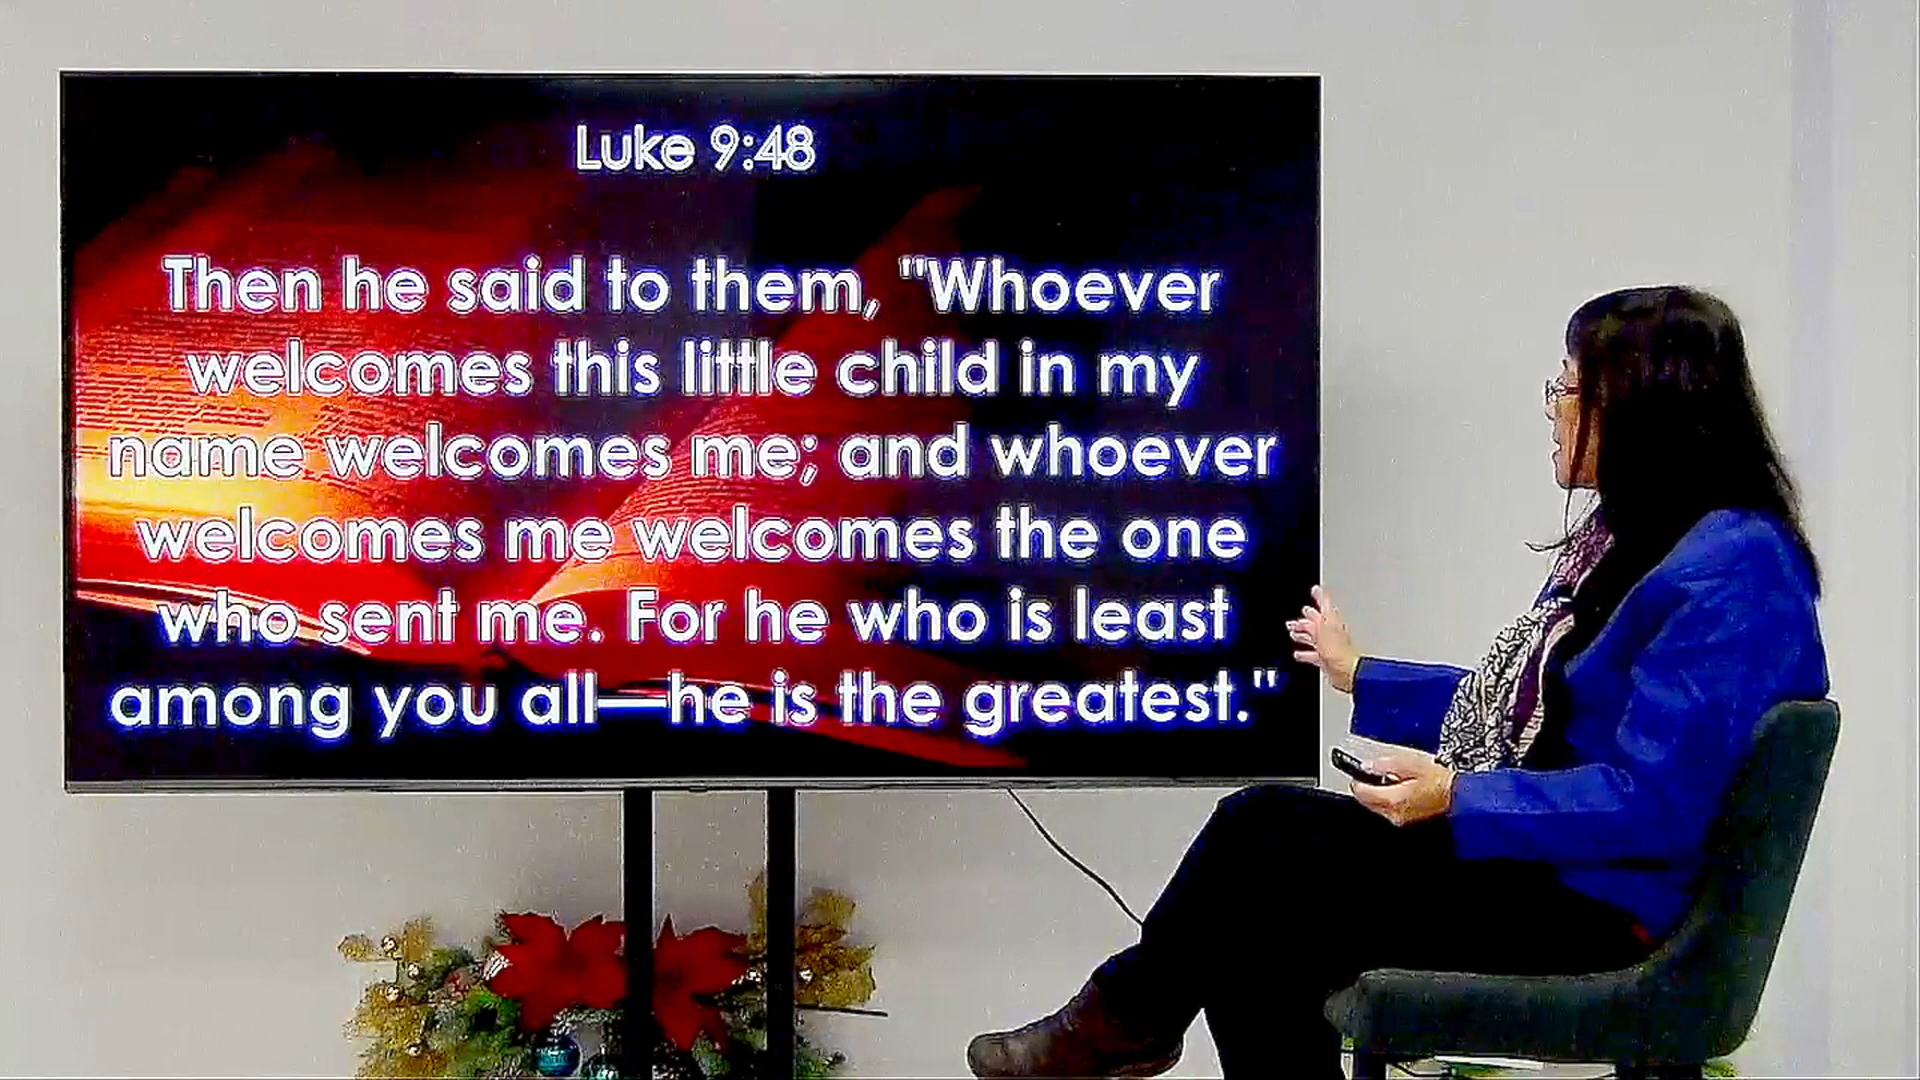 Luke 9:48
Then he said to them, "Whoever
welcomes this little child in my
name welcomes me; and whoever
welcomes me welcomes the one
who sent me. For he who is least
among you all—he is the greatest."